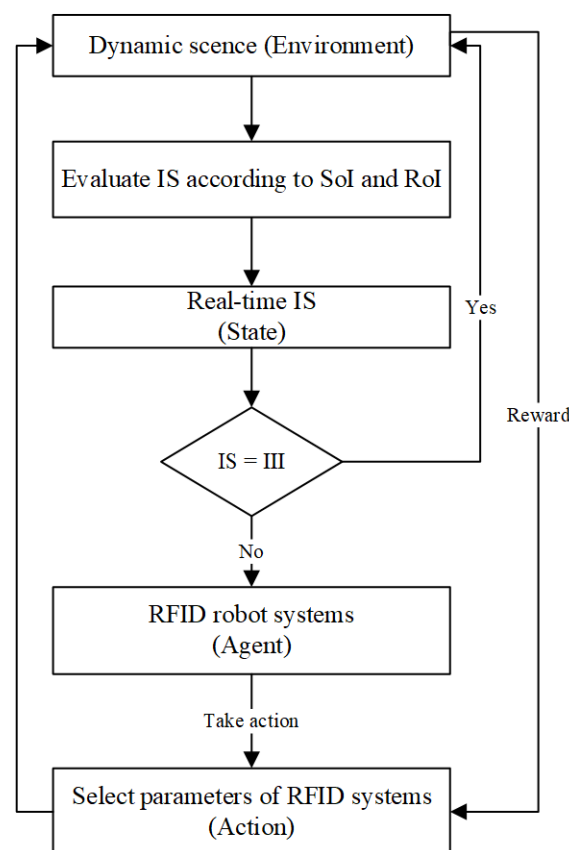 Dynamic scence (Environment)
Evaluate IS according to SoI and RoI
Real-time IS
(State)
Yes
Reward
IS = III
No
RFID robot systems
(Agent)
Take action
Select parameters of RFID systems
(Action)